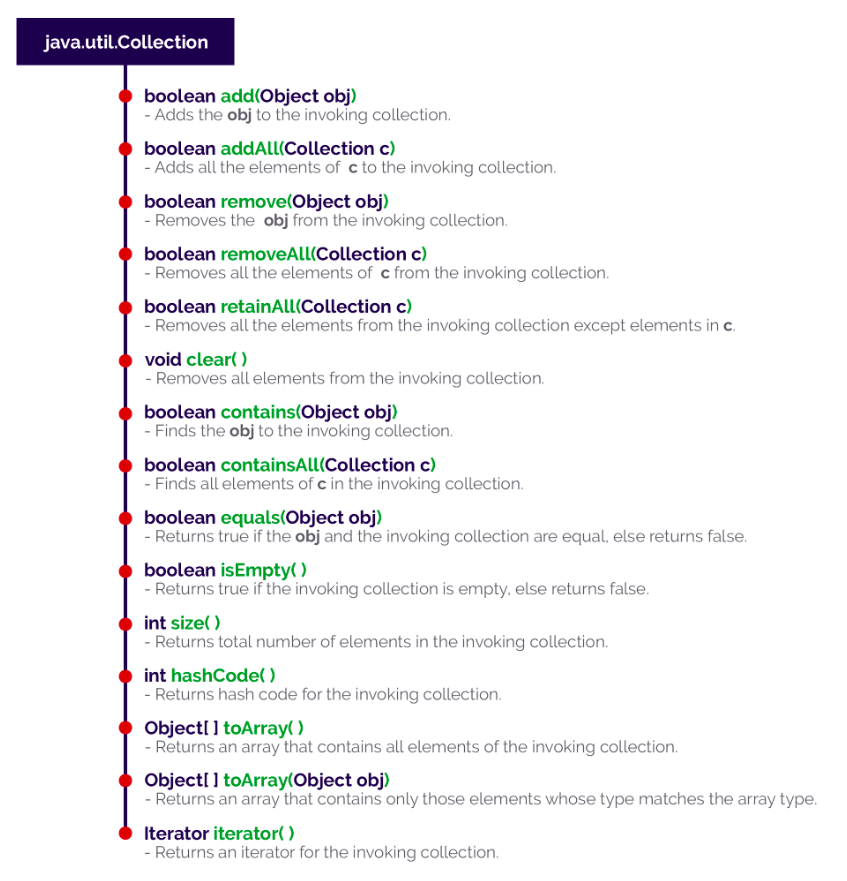 java.util.Collection
boolean add(Object obj)
- Adds the obj to the invoking collection.
boolean addAll(Collection c)
- Adds all the elements of c to the invoking collection.
boolean remove(Object obj)
- Removes the obj from the invoking collection.
boolean removeAll(Collection c)
- Removes all the elements of c from the invoking collection.
boolean retainAll(Collection c)
- Removes all the elements from the invoking collection except elements in c.
void clear( )
- Removes all elements from the invoking collection.
boolean contains(Object obj)
- Finds the obj to the invoking collection.
boolean containsAll(Collection c)
- Finds all elements of c in the invoking collection.
boolean equals(Object obj)
- Returns true if the obj and the invoking collection are equal, else returns false.
boolean isEmpty( )
- Returns true if the invoking collection is empty, else returns false.
int size( )
- Returns total number of elements in the invoking collection.
int hashCode( )
- Returns hash code for the invoking collection.
Object[ ] toArray( )
- Returns an array that contains all elements of the invoking collection.
Object[ ] toArray(Object obj)
- Returns an array that contains only those elements whose type matches the array type.
Iterator iterator( )
- Returns an iterator for the invoking collection.